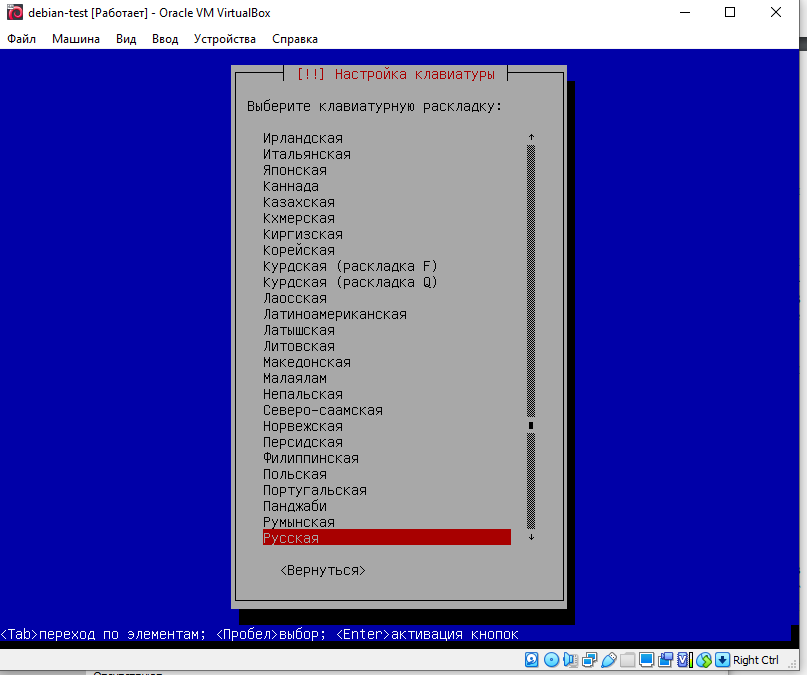 debian-test [Работает] - Oracle VM VirtualBox
Файл Машина Вид Ввод Устройства Справка
[!!] Настройка клавиатуры
Выберите клавиатурную раскладку:
Ирландская
Итальянская
Японская
Каннада
Казахская
Кхмерская
Киргизская
Корейская
Курдская (раскладка F)
Курдская (раскладка Q)
Лаосская
Латиноамериканская
Латышская
Литовская
Македонская
Малаялам
Непальская
Северо-саамская
Норвежская
Персидская
Филиппинская
Польская
Португальская
Панджаби
Румынская
Русская
<Вернуться>
<Tab>переход по элементам; <Пробел>выбор; <Enter>активация кнопок
Right Ctrl